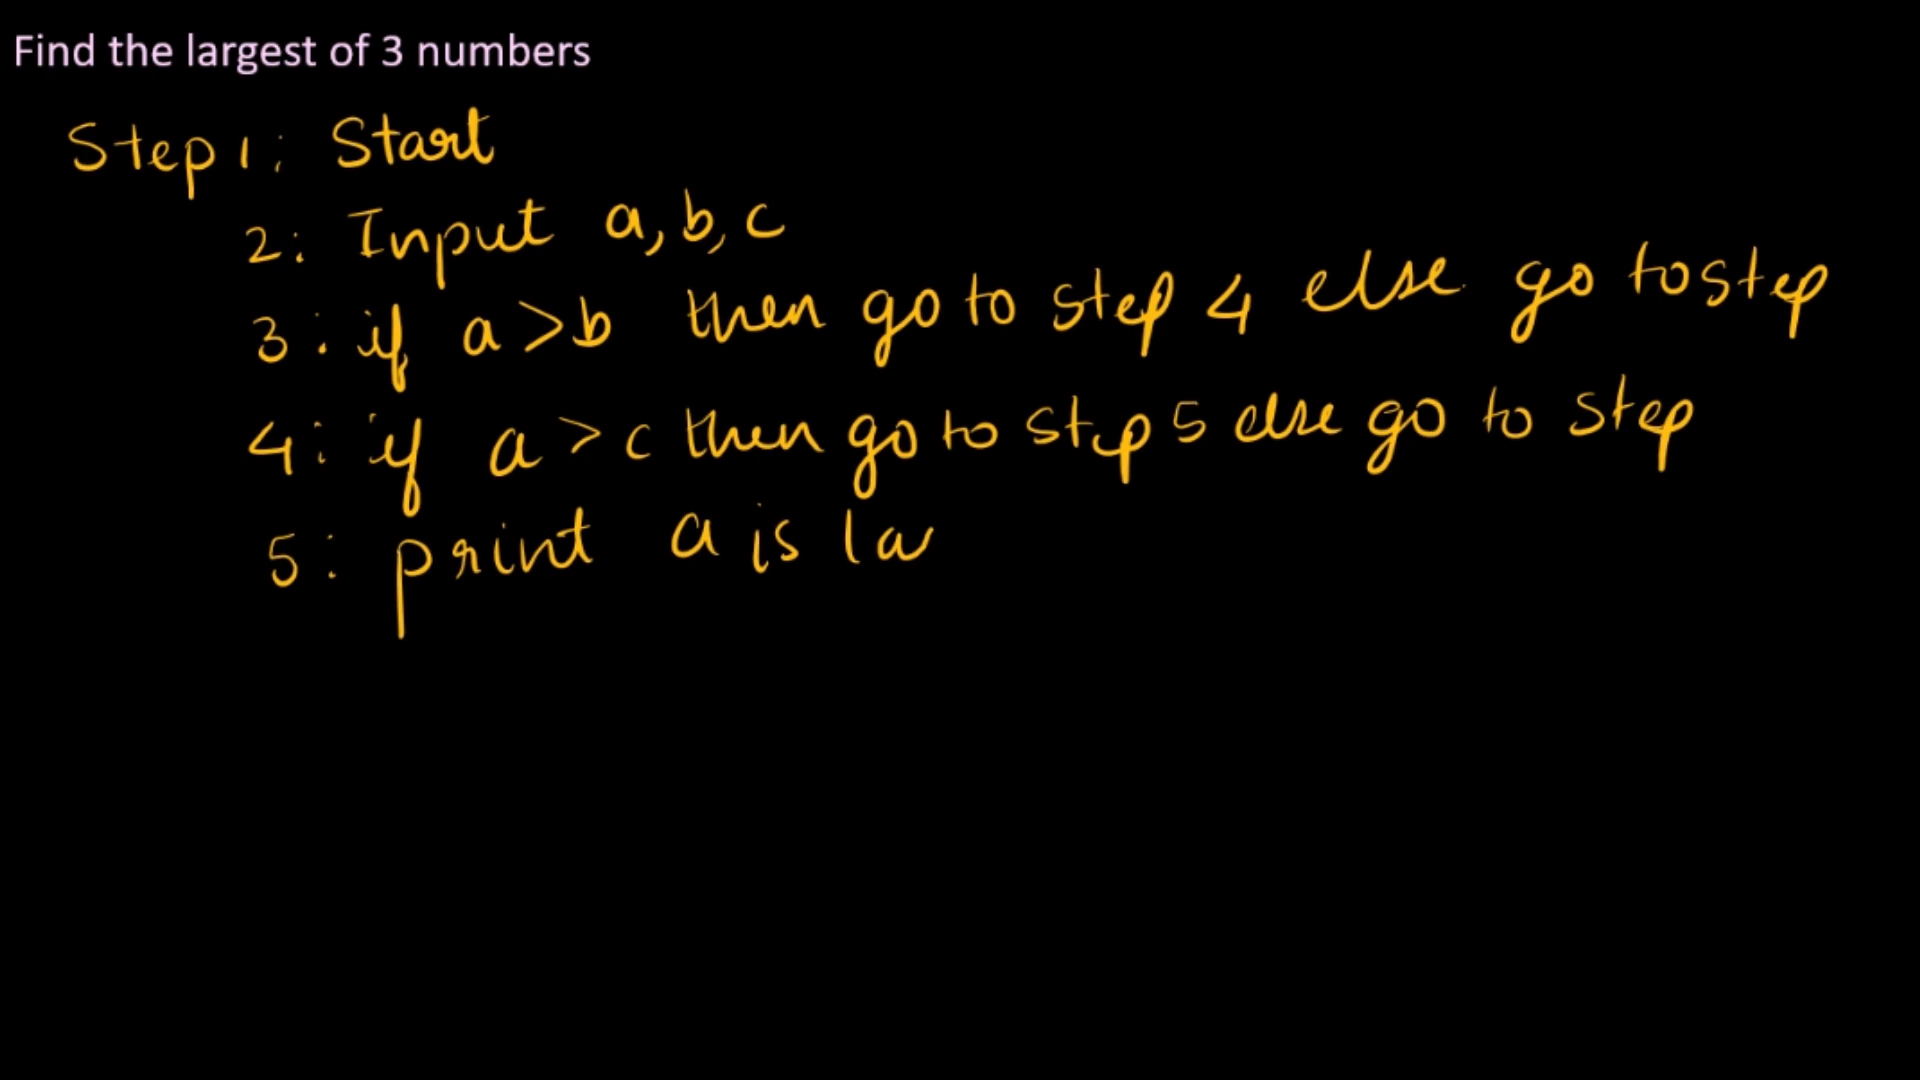 Find the largest of 3 numbers
Step 1: Start
2: Input a, b, c
3: if a > b then go to step 4 else go to step
4: if a > c then go to step 5 else go to step
5: print a is la